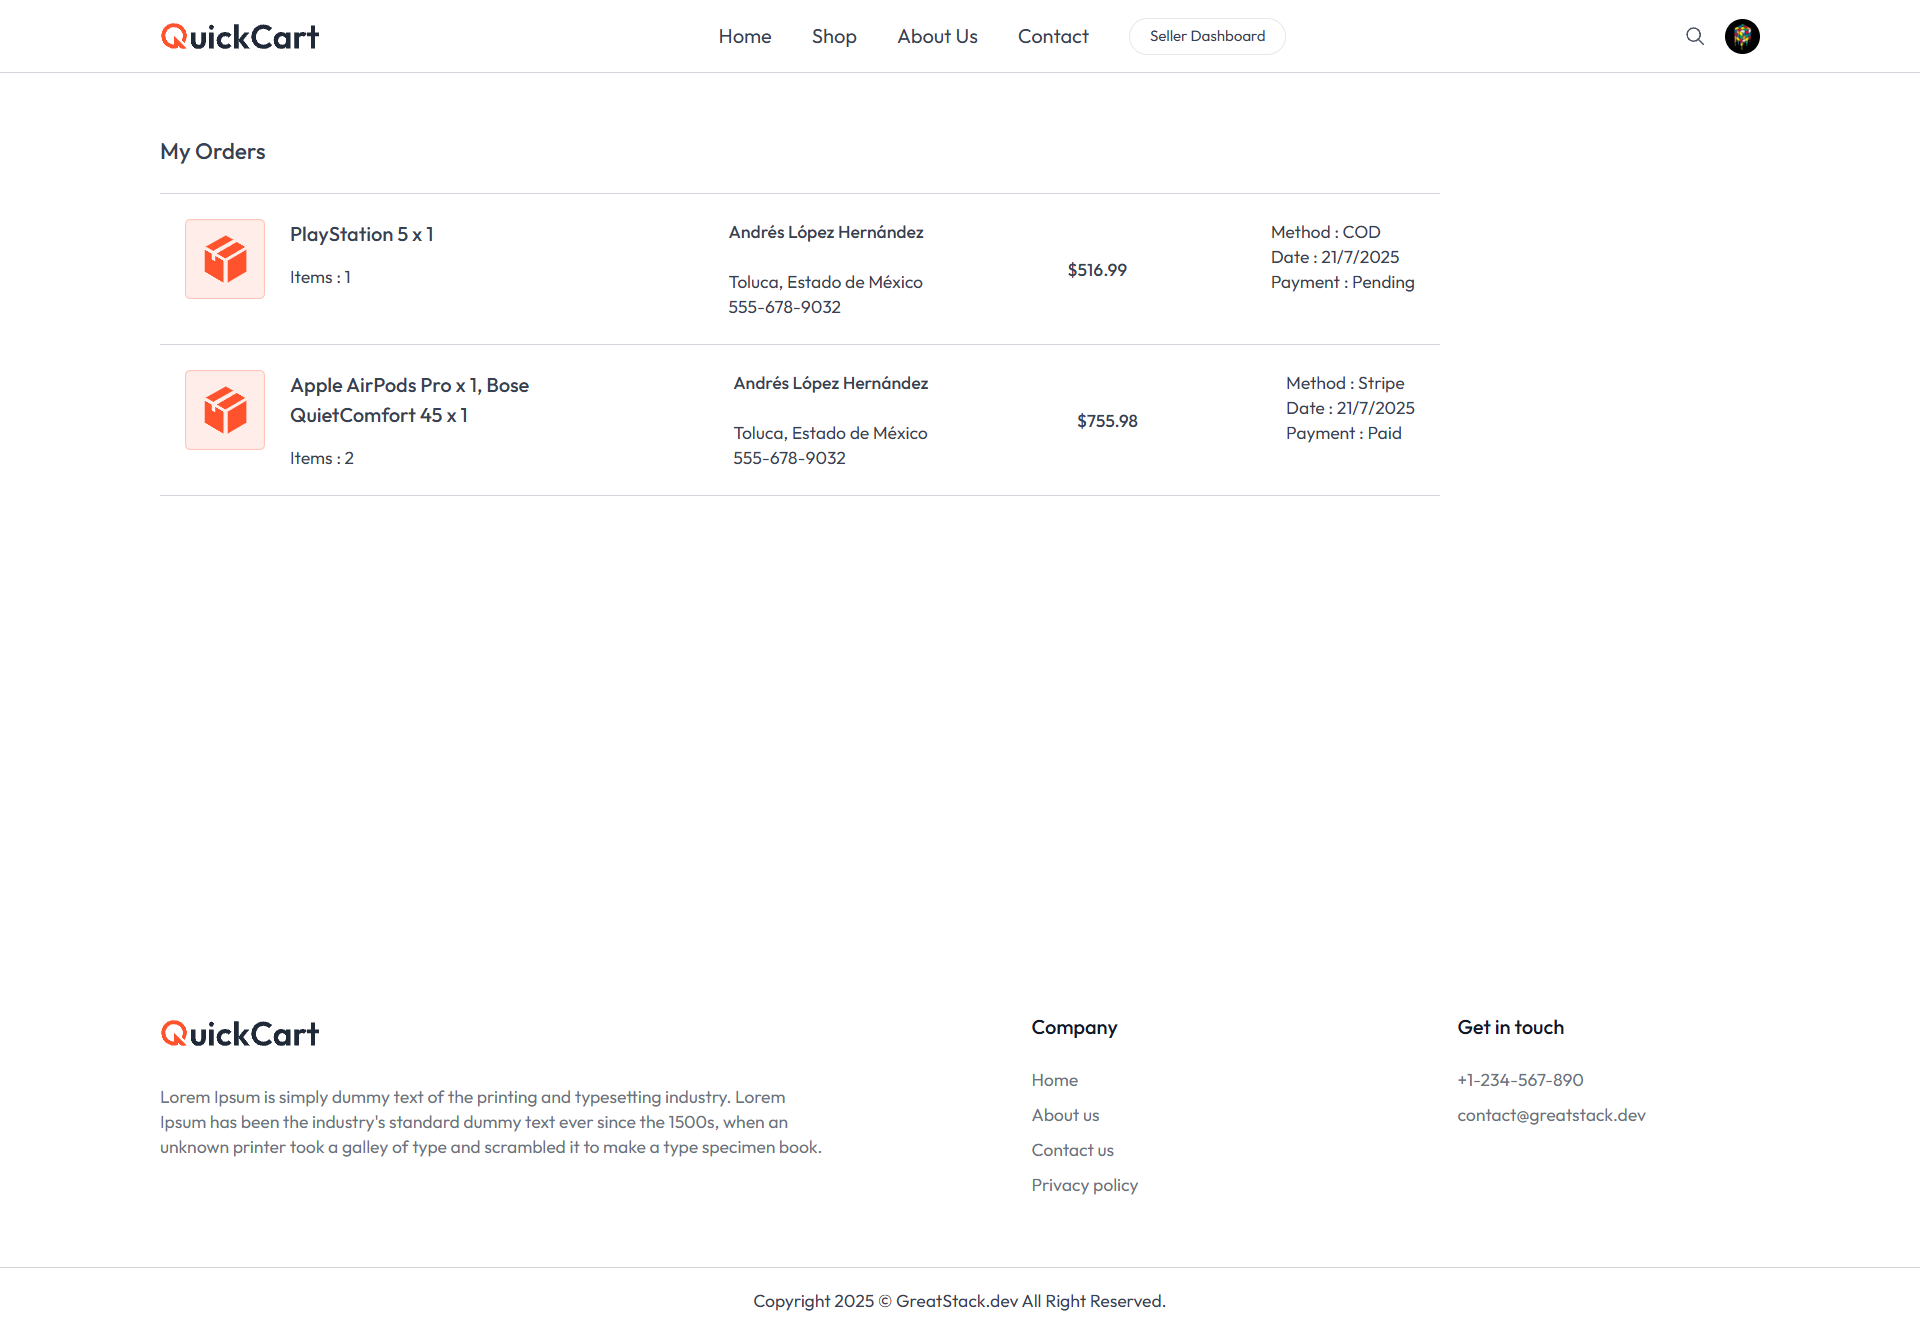 QuickCart
Home
Shop
About Us
Contact
Seller Dashboard
My Orders
PlayStation 5 x 1
Items : 1
Andrés López Hernández
Toluca, Estado de México
555-678-9032
$516.99
Method : COD
Date : 21/7/2025
Payment : Pending
Apple AirPods Pro x 1, Bose
QuietComfort 45 x 1
Items : 2
Andrés López Hernández
Toluca, Estado de México
555-678-9032
$755.98
Method : Stripe
Date : 21/7/2025
Payment : Paid
QuickCart
Lorem Ipsum is simply dummy text of the printing and typesetting industry. Lorem
Ipsum has been the industry's standard dummy text ever since the 1500s, when an
unknown printer took a galley of type and scrambled it to make a type specimen book.
Company
Home
About us
Contact us
Privacy policy
Get in touch
+1-234-567-890
contact@greatstack.dev
Copyright 2025 © GreatStack.dev All Right Reserved.